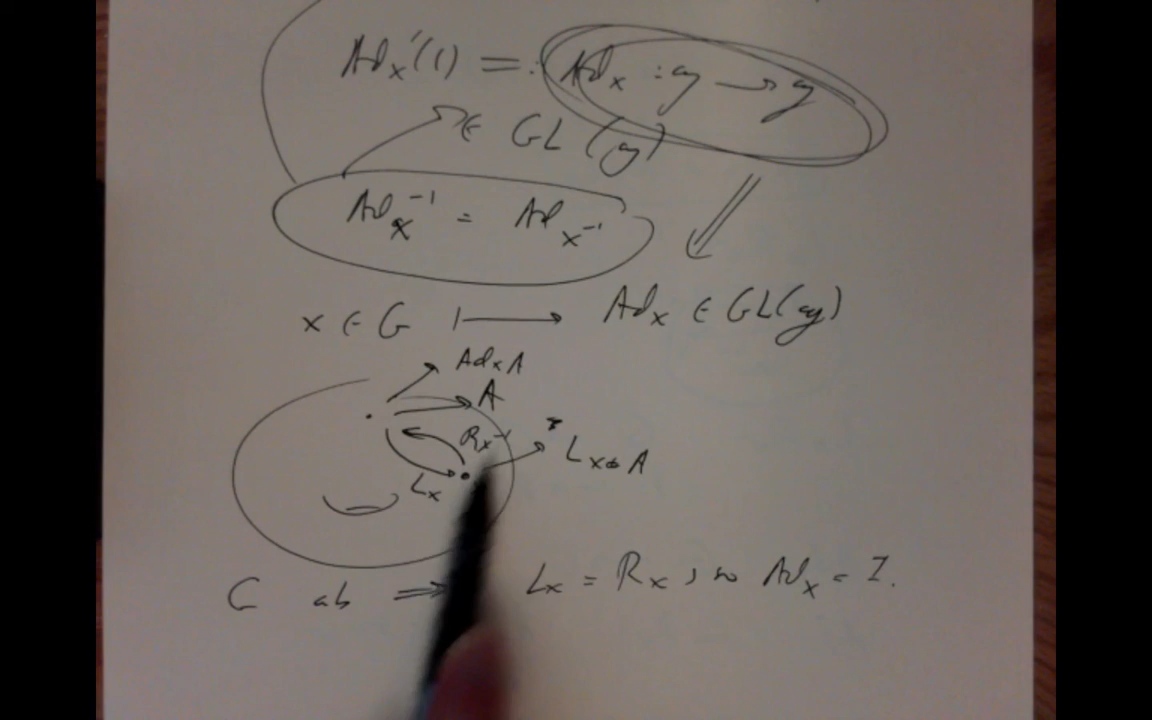 Ad_x'(1) =: Ad_x : 𝔤 → 𝔤
∈ GL(𝔤)
Ad_x^{-1} = Ad_{x^{-1}}
x ∈ G ↦ Ad_x ∈ GL(𝔤)
Ad_x A
A
R_x^{-1}
L_{x*} A
L_x
G ab ⇒ L_x = R_x, so Ad_x = I.